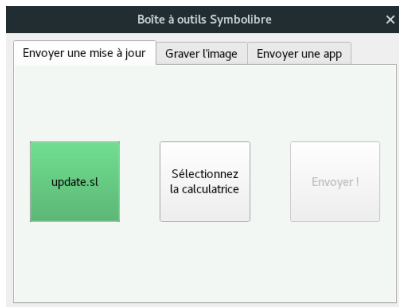 Boîte à outils Symbolibre
Envoyer une mise à jour Graver l'image Envoyer une app
update.sl
Sélectionnez
la calculatrice
Envoyer !